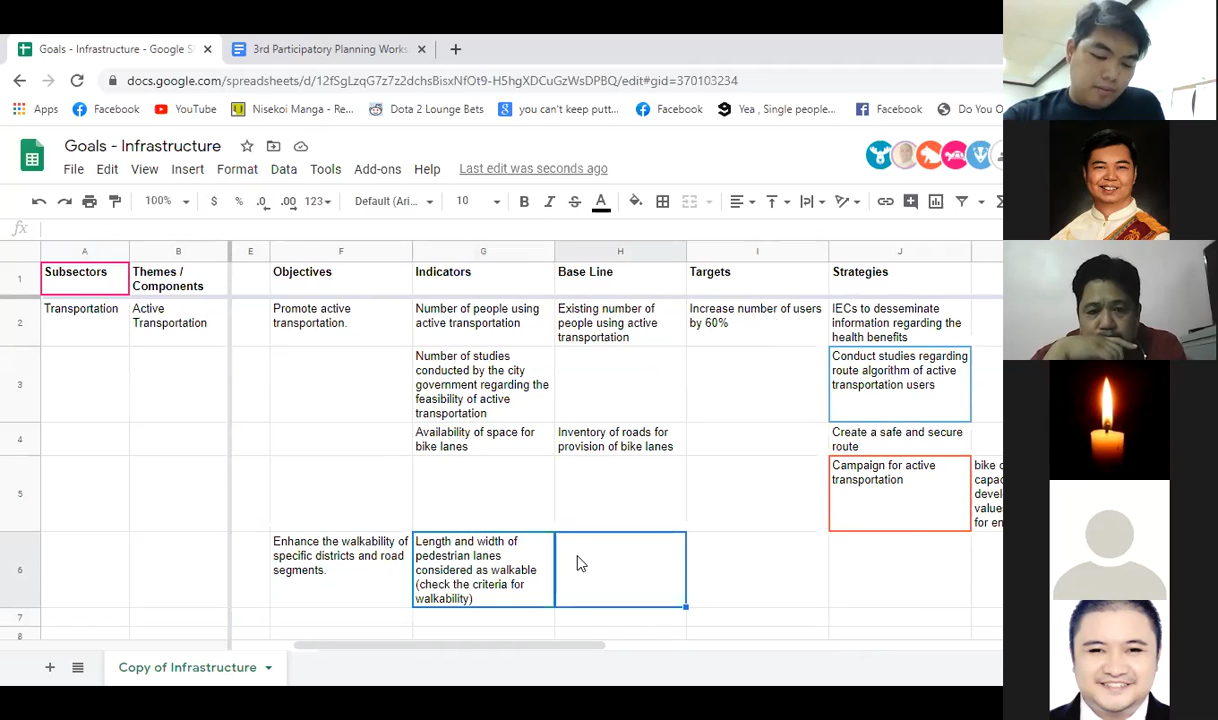 Goals - Infrastructure - Google S
3rd Participatory Planning Works
docs.google.com/spreadsheets/d/12fSgLzqG7z7z2dchsBisxNfOt9-H5hgXDCuGzWsDPBQ/edit#gid=370103234
Apps
Facebook
YouTube
Nisekoi Manga - Re...
Dota 2 Lounge Bets
you can't keep putt...
Facebook
Yea , Single people...
Facebook
Do You O
Goals - Infrastructure
File Edit View Insert Format Data Tools Add-ons Help Last edit was seconds ago
100% $ % .0 .00 123 Default (Ari... 10 B I S A
fx
A B E F G H I J
1 Subsectors Themes / Components Objectives Indicators Base Line Targets Strategies
2
Transportation
Active
Transportation
Promote active
transportation.
Number of people using
active transportation
Existing number of
people using active
transportation
Increase number of users
by 60%
IECs to desseminate
information regarding the
health benefits
3
Number of studies
conducted by the city
government regarding the
feasibility of active
transportation
Conduct studies regarding
route algorithm of active
transportation users
4
Availability of space for
bike lanes
Inventory of roads for
provision of bike lanes
Create a safe and secure
route
5
Campaign for active
transportation
bike c
capac
devel
values
for en
6
Enhance the walkability of
specific districts and road
segments.
Length and width of
pedestrian lanes
considered as walkable
(check the criteria for
walkability)
7
8
Copy of Infrastructure